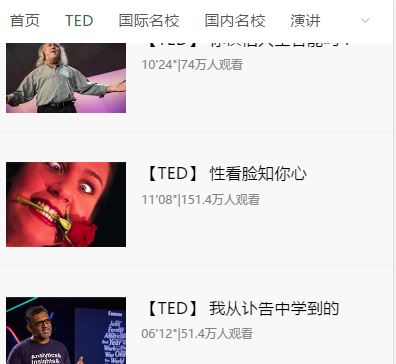 首页 TED 国际名校 国内名校 演讲
10'24"|74万人观看
【TED】 性看脸知你心
11'08"|151.4万人观看
【TED】 我从讣告中学到的
06'12"|51.4万人观看
Analytics&
Insights&